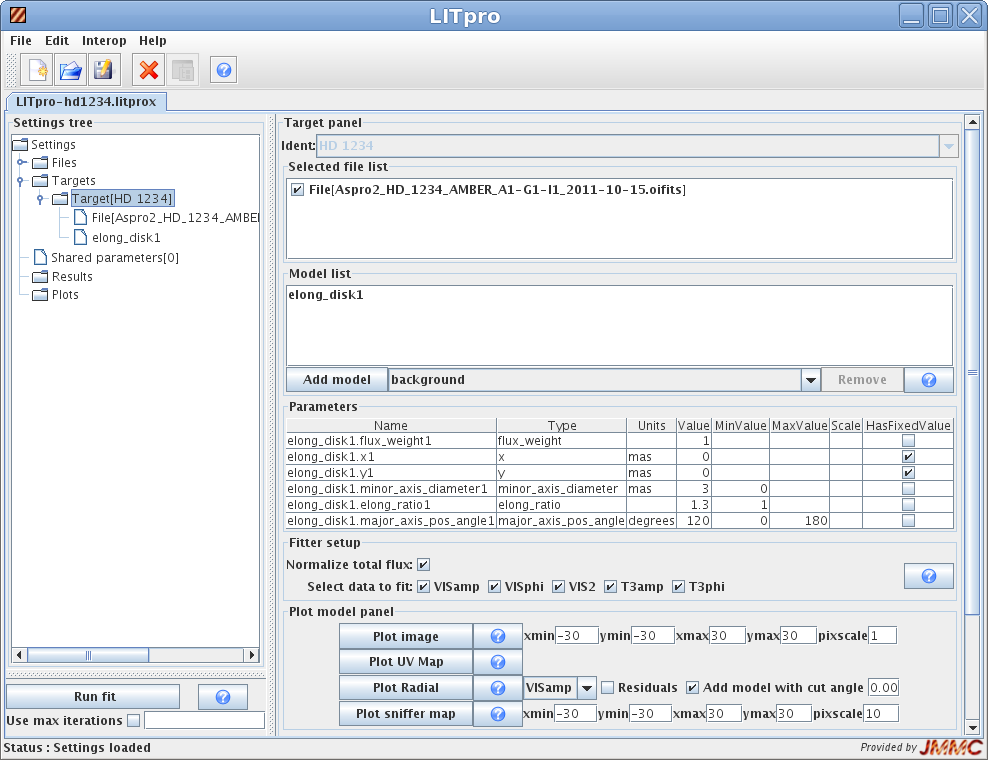 LITpro
File Edit Interop Help
LITpro-hd1234.litprox
Settings tree
Settings
Files
Targets
Target[HD 1234]
File[Aspro2_HD_1234_AMBE
elong_disk1
Shared parameters[0]
Results
Plots
Run fit
Use max iterations
Target panel
Ident: HD 1234
Selected file list
File[Aspro2_HD_1234_AMBER_A1-G1-I1_2011-10-15.oifits]
Model list
elong_disk1
Add model background Remove
Parameters
Name Type Units Value MinValue MaxValue Scale HasFixedValue
elong_disk1.flux_weight1 flux_weight 1
elong_disk1.x1 x mas 0
elong_disk1.y1 y mas 0
elong_disk1.minor_axis_diameter1 minor_axis_diameter mas 3 0
elong_disk1.elong_ratio1 elong_ratio 1.3 1
elong_disk1.major_axis_pos_angle1 major_axis_pos_angle degrees 120 0 180
Fitter setup
Normalize total flux:
Select data to fit: VISamp VISphi VIS2 T3amp T3phi
Plot model panel
Plot image xmin -30 ymin -30 xmax 30 ymax 30 pixscale 1
Plot UV Map
Plot Radial VISamp Residuals Add model with cut angle 0.00
Plot sniffer map xmin -30 ymin -30 xmax 30 ymax 30 pixscale 10
Status : Settings loaded
Provided by JMMC